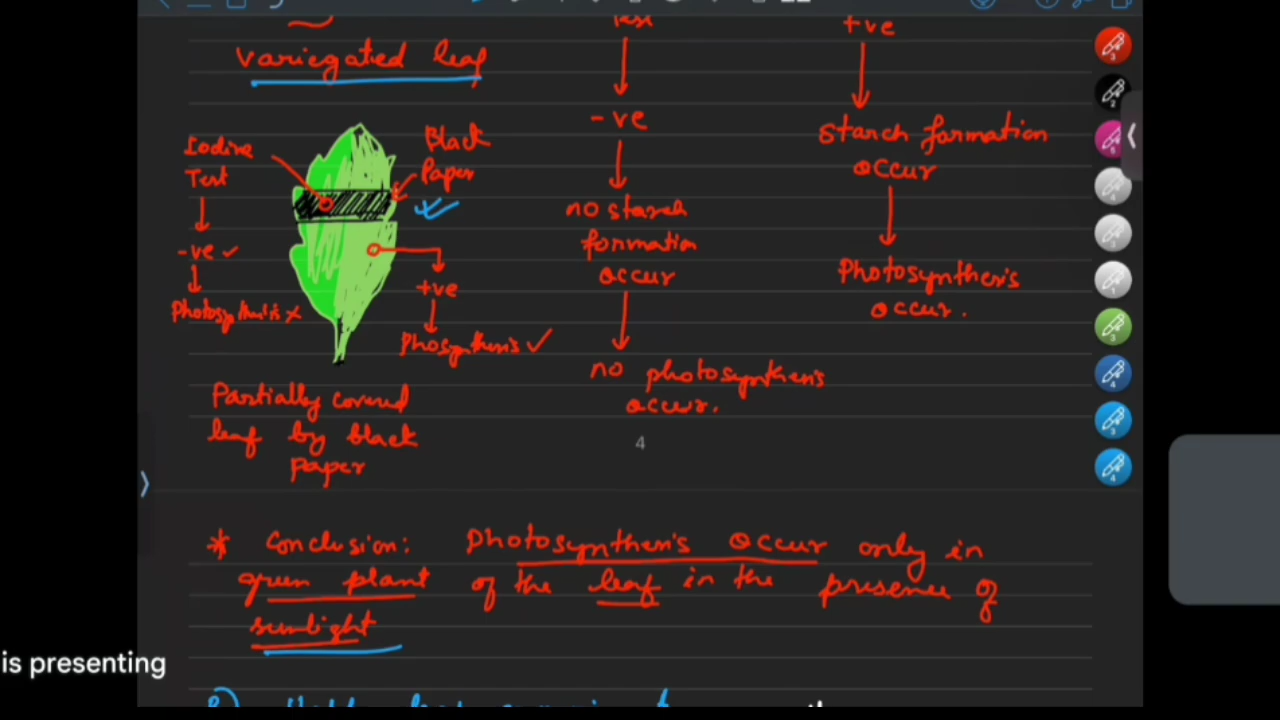 variegated leaf
Iodine
Test
-ve
Photosynthesis x
Black
Paper
+ve
Phosynthesis ✓
Partially covered
leaf by black
paper
Test
-ve
no starch
formation
occur
no photosynthesis
occur.
+ve
Starch formation
occur
Photosynthesis
occur.
4
* Conclusion: Photosynthesis occur only in
green plant of the leaf in the presence of
sunlight
is presenting